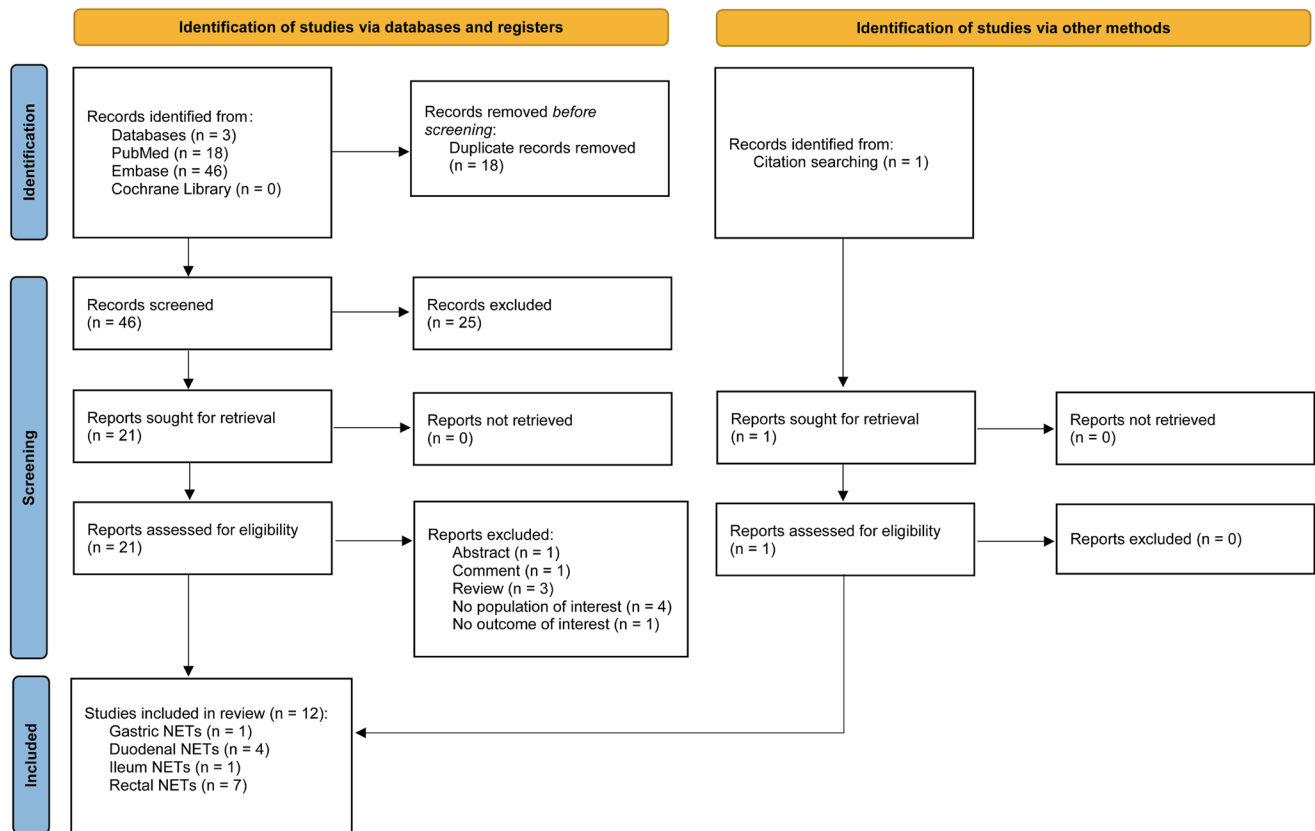 Identification of studies via databases and registers
Identification of studies via other methods
Identification
Records identified from:
Databases (n = 3)
PubMed (n = 18)
Embase (n = 46)
Cochrane Library (n = 0)
Records removed before
screening:
Duplicate records removed
(n = 18)
Records identified from:
Citation searching (n = 1)
Screening
Records screened
(n = 46)
Records excluded
(n = 25)
Reports sought for retrieval
(n = 21)
Reports not retrieved
(n = 0)
Reports sought for retrieval
(n = 1)
Reports not retrieved
(n = 0)
Reports assessed for eligibility
(n = 21)
Reports excluded:
Abstract (n = 1)
Comment (n = 1)
Review (n = 3)
No population of interest (n = 4)
No outcome of interest (n = 1)
Reports assessed for eligibility
(n = 1)
Reports excluded (n = 0)
Included
Studies included in review (n = 12):
Gastric NETs (n = 1)
Duodenal NETs (n = 4)
Ileum NETs (n = 1)
Rectal NETs (n = 7)